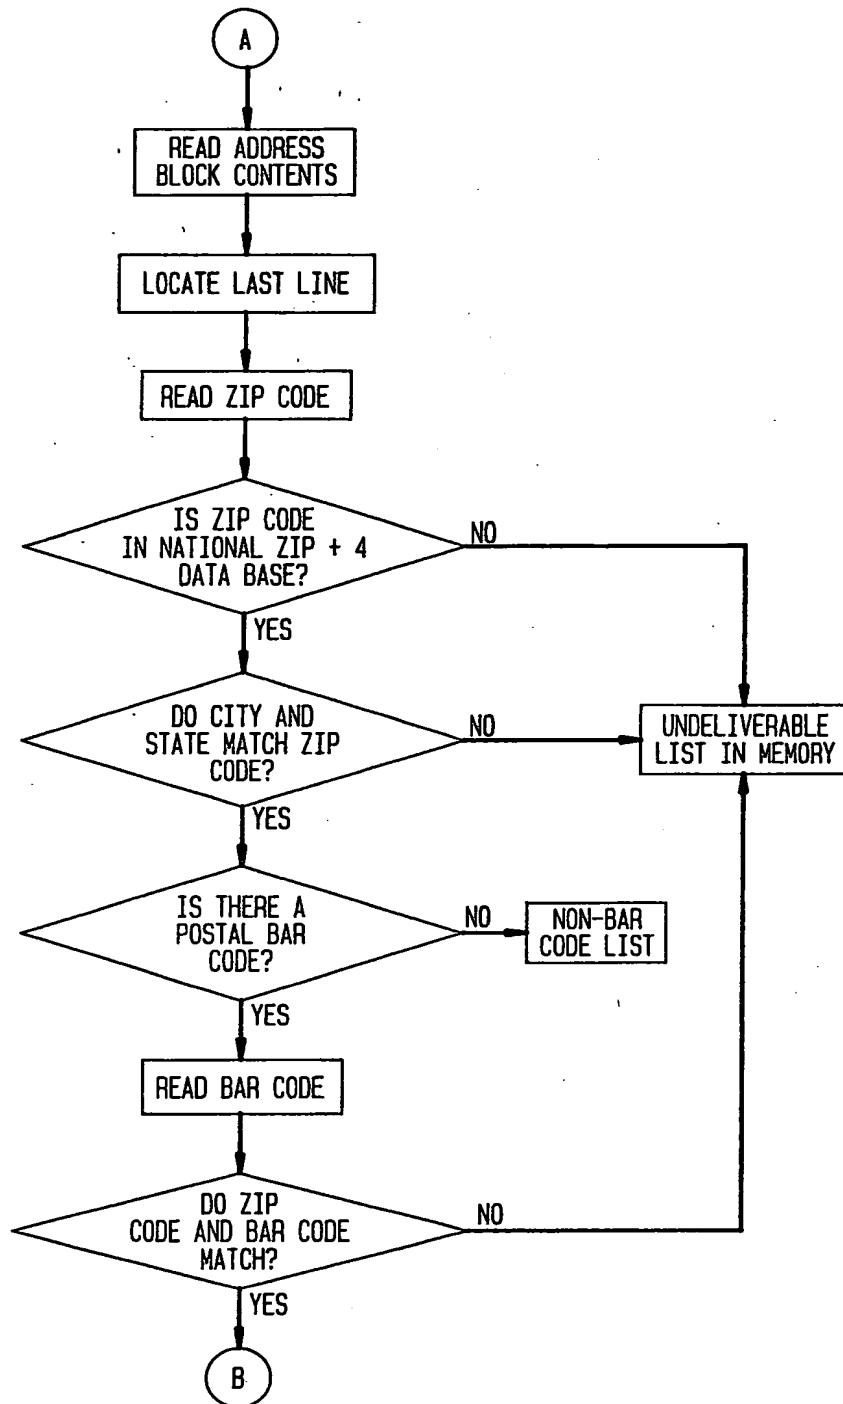 A
READ ADDRESS
BLOCK CONTENTS
LOCATE LAST LINE
READ ZIP CODE
IS ZIP CODE
IN NATIONAL ZIP + 4
DATA BASE?
NO
YES
DO CITY AND
STATE MATCH ZIP
CODE?
NO
UNDELIVERABLE
LIST IN MEMORY
YES
IS THERE A
POSTAL BAR
CODE?
NO
NON-BAR
CODE LIST
YES
READ BAR CODE
DO ZIP
CODE AND BAR CODE
MATCH?
NO
YES
B